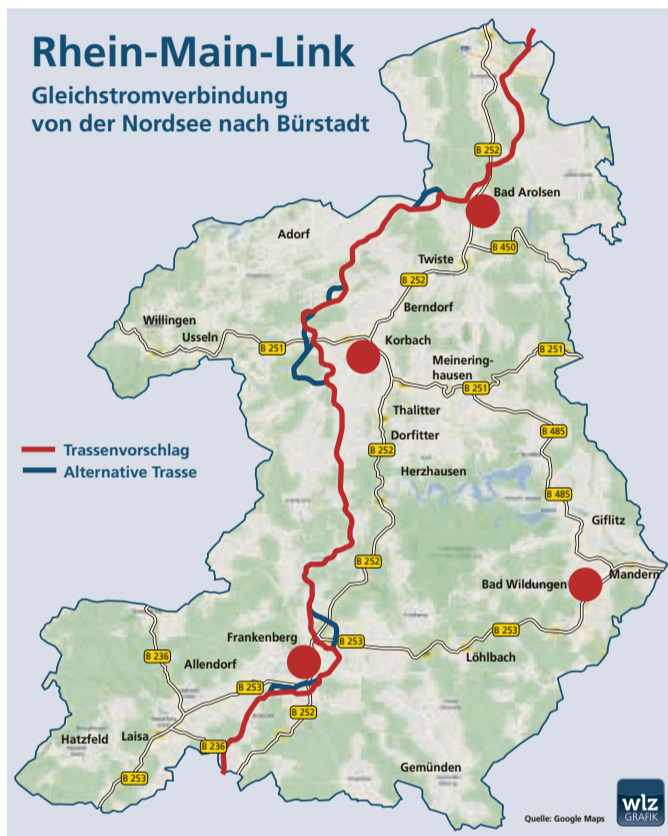 Rhein-Main-Link
Gleichstromverbindung
von der Nordsee nach Bürstadt
B 252
Bad Arolsen
Adorf
B 450
Twiste
B 252
Berndorf
Willingen
Usseln
Korbach
B 251
B 251
Meinering-
hausen
B 251
Thalitter
B 485
Dorfitter
Trassenvorschlag
B 252
Alternative Trasse
Herzhausen
B 485
Giflitz
B 252
Mandern
Bad Wildungen
B 253
Frankenberg
B 253
B 236
Allendorf
Löhlbach
B 253
B 252
Hatzfeld
Laisa
B 236
Gemünden
B 253
wlz
GRAFIK
Quelle: Google Maps